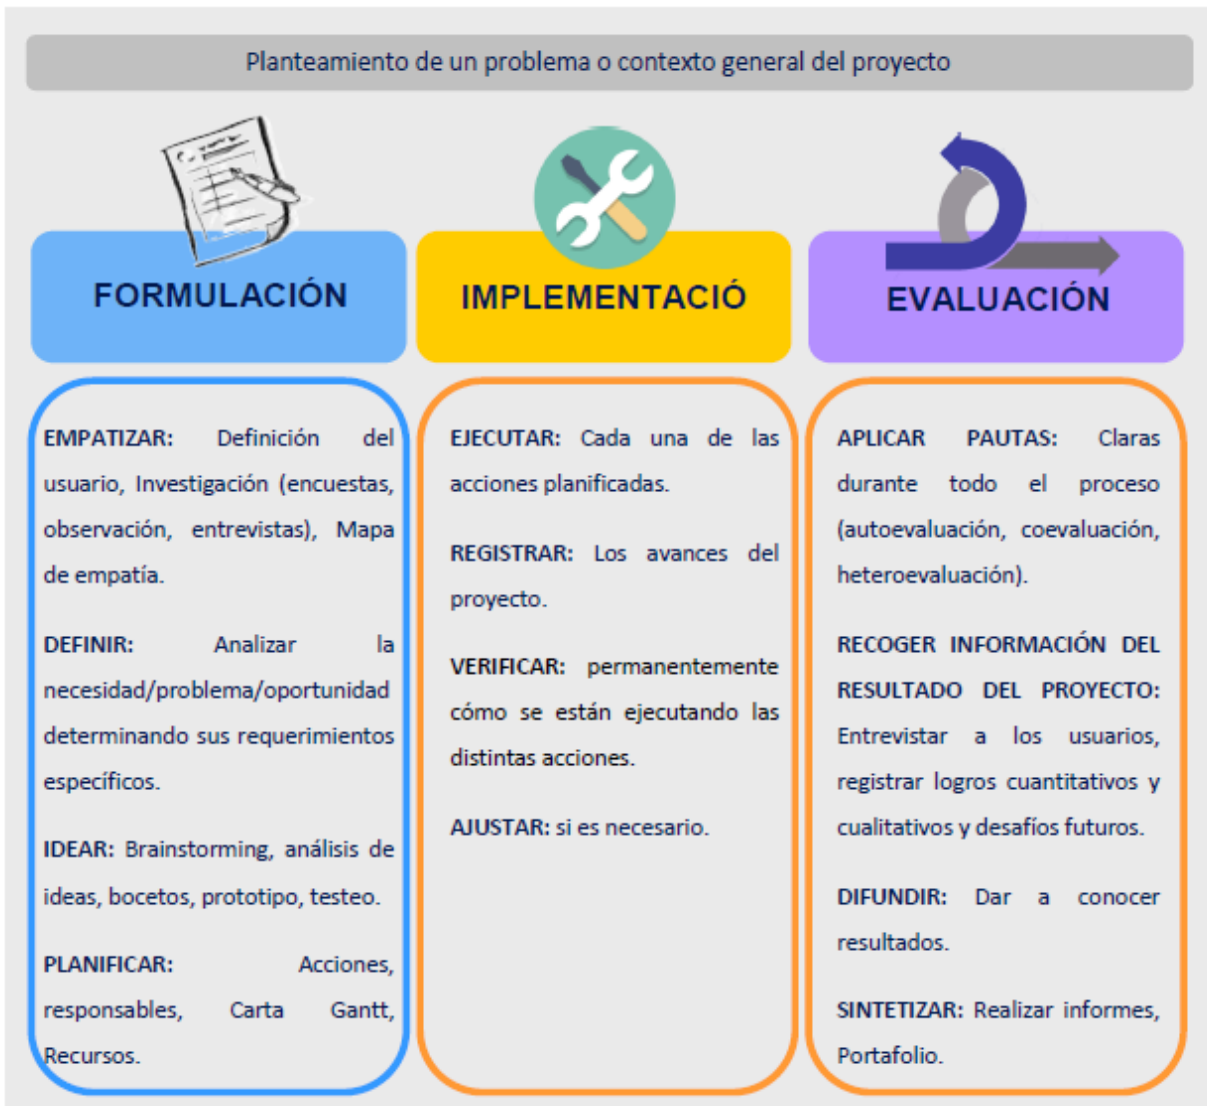 Planteamiento de un problema o contexto general del proyecto
FORMULACIÓN
EMPATIZAR: Definición del
usuario, Investigación (encuestas,
observación, entrevistas), Mapa
de empatía.
DEFINIR: Analizar la
necesidad/problema/oportunidad
determinando sus requerimientos
específicos.
IDEAR: Brainstorming, análisis de
ideas, bocetos, prototipo, testeo.
PLANIFICAR: Acciones,
responsables, Carta Gantt,
Recursos.
IMPLEMENTACIÓ
EJECUTAR: Cada una de las
acciones planificadas.
REGISTRAR: Los avances del
proyecto.
VERIFICAR: permanentemente
cómo se están ejecutando las
distintas acciones.
AJUSTAR: si es necesario.
EVALUACIÓN
APLICAR PAUTAS: Claras
durante todo el proceso
(autoevaluación, coevaluación,
heteroevaluación).
RECOGER INFORMACIÓN DEL
RESULTADO DEL PROYECTO:
Entrevistar a los usuarios,
registrar logros cuantitativos y
cualitativos y desafíos futuros.
DIFUNDIR: Dar a conocer
resultados.
SINTETIZAR: Realizar informes,
Portafolio.